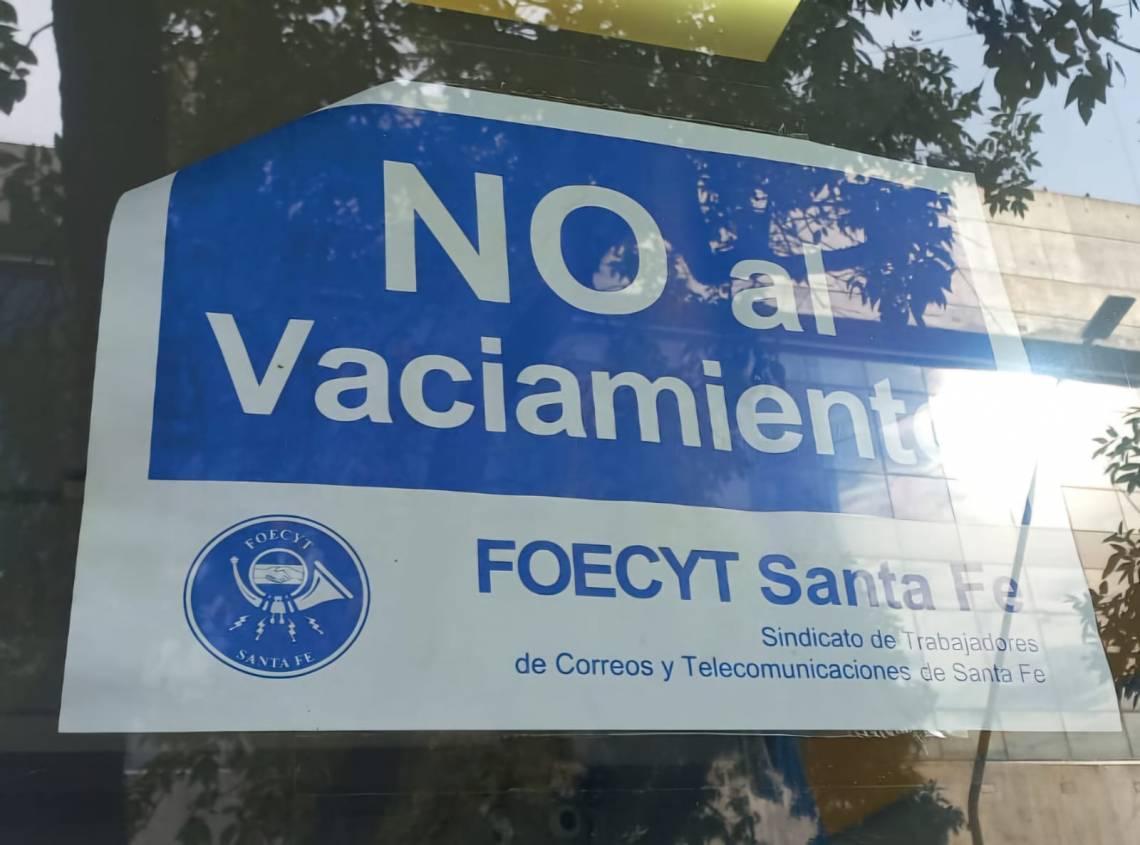 NO al
Vaciamiento
FOECYT
SANTA FE
FOECYT Santa Fe
Sindicato de Trabajadores
de Correos y Telecomunicaciones de Santa Fe